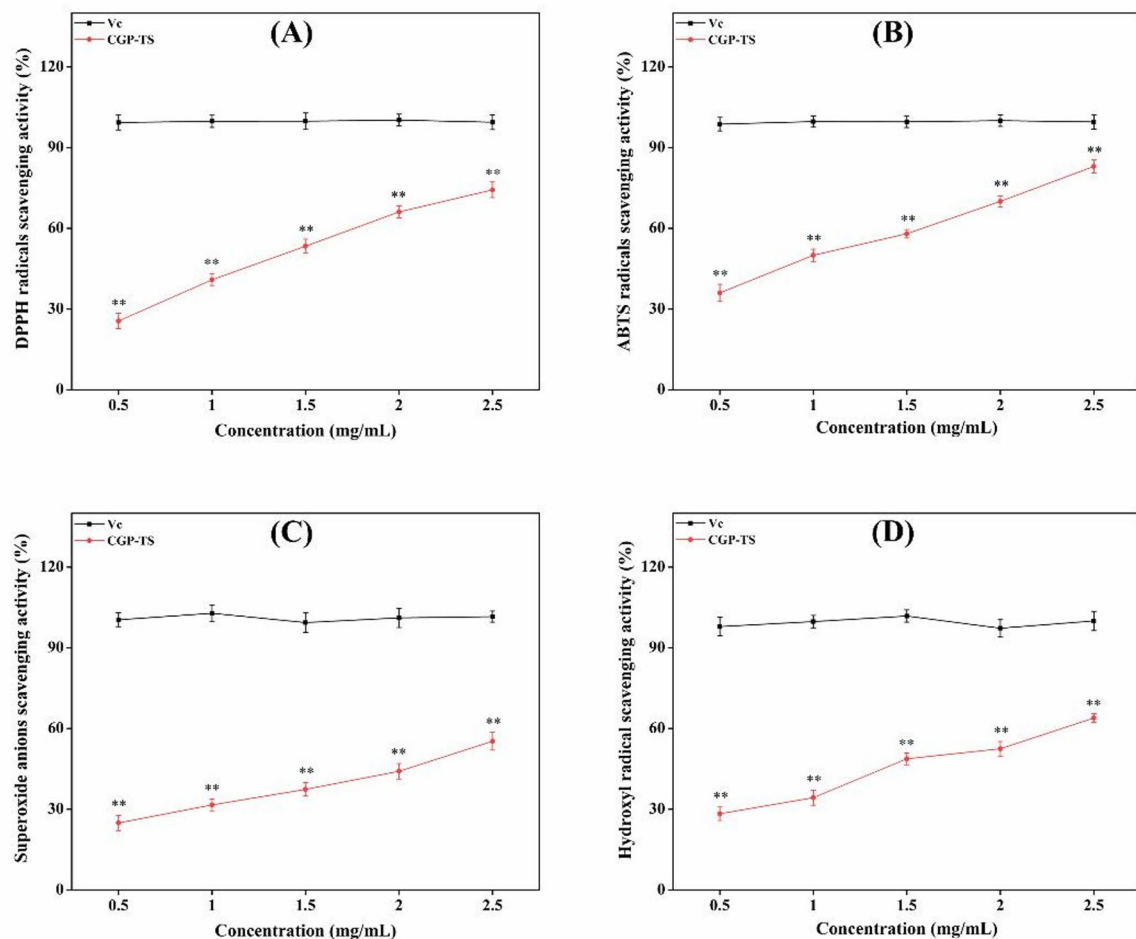 Vc
CGP-TS
(A)
DPPH radicals scavenging activity (%)
120
90
60
30
0
**
**
**
**
**
0.5 1 1.5 2 2.5
Concentration (mg/mL)
Vc
CGP-TS
(B)
ABTS radicals scavenging activity (%)
120
90
60
30
0
**
**
**
**
**
0.5 1 1.5 2 2.5
Concentration (mg/mL)
Vc
CGP-TS
(C)
Superoxide anions scavenging activity (%)
120
90
60
30
0
**
**
**
**
**
0.5 1 1.5 2 2.5
Concentration (mg/mL)
Vc
CGP-TS
(D)
Hydroxyl radical scavenging activity (%)
120
90
60
30
0
**
**
**
**
**
0.5 1 1.5 2 2.5
Concentration (mg/mL)